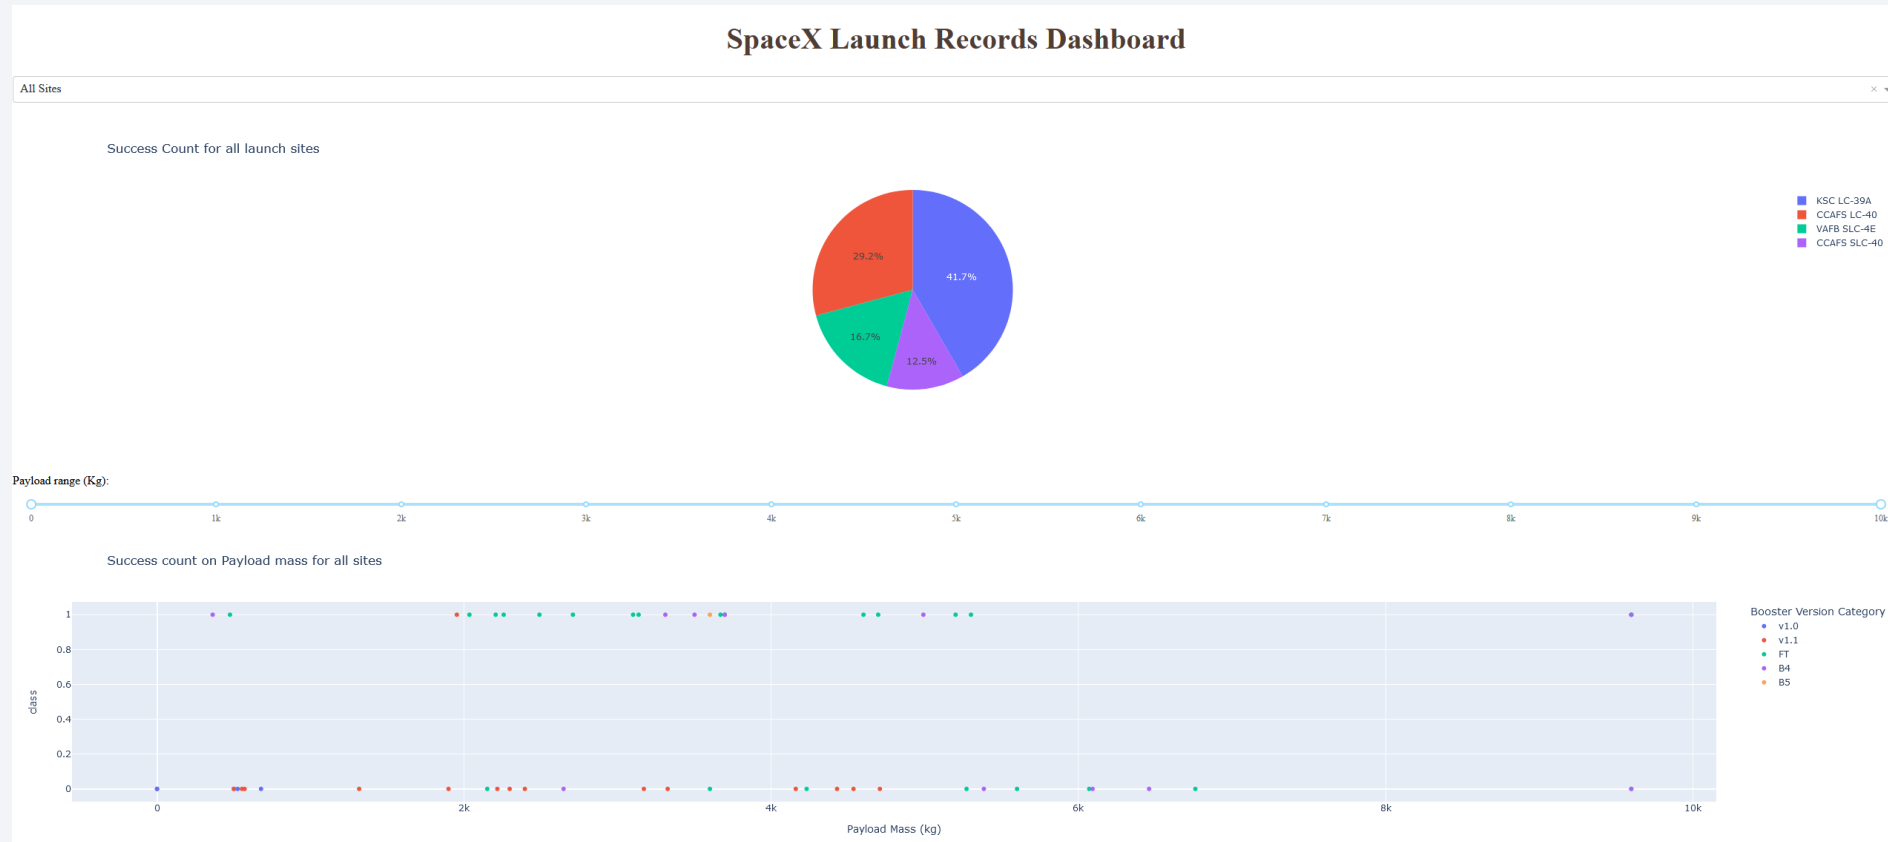 SpaceX Launch Records Dashboard
All Sites
Success Count for all launch sites
KSC LC-39A
CCAFS LC-40
VAFB SLC-4E
CCAFS SLC-40
29.2%
41.7%
16.7%
12.5%
Payload range (Kg):
0 1k 2k 3k 4k 5k 6k 7k 8k 9k 10k
Success count on Payload mass for all sites
Booster Version Category
v1.0
v1.1
FT
B4
B5
class
1
0.8
0.6
0.4
0.2
0
0 2k 4k 6k 8k 10k
Payload Mass (kg)